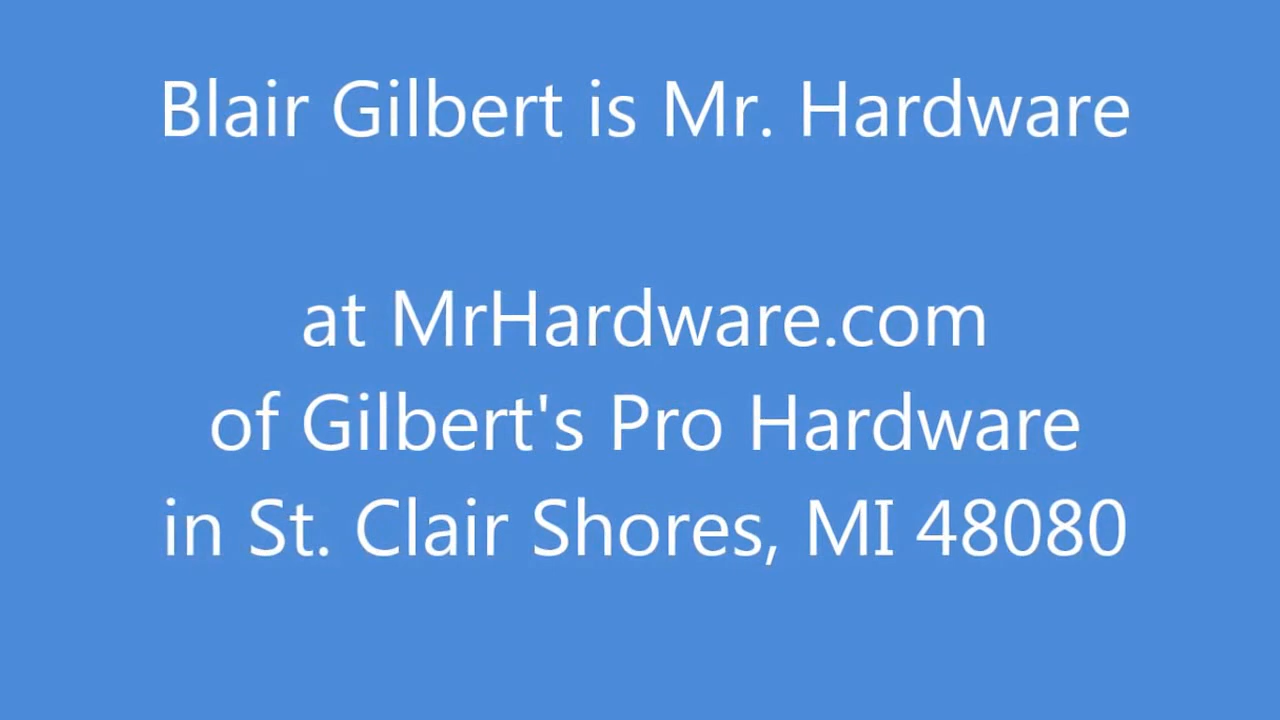 Blair Gilbert is Mr. Hardware
at MrHardware.com
of Gilbert's Pro Hardware
in St. Clair Shores, MI 48080